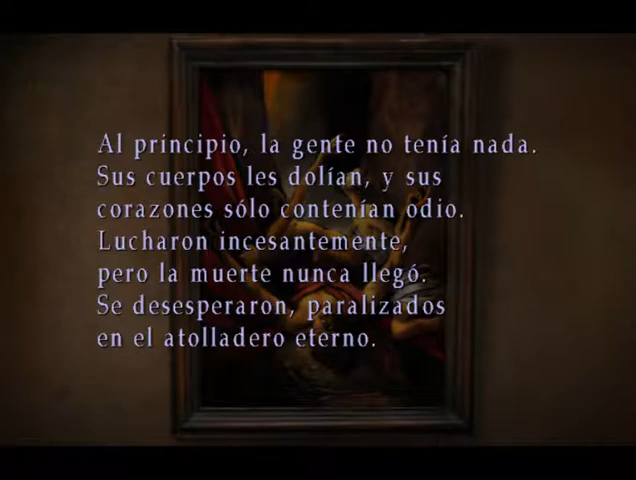 Al principio, la gente no tenía nada.
Sus cuerpos les dolían, y sus
corazones sólo contenían odio.
Lucharon incesantemente,
pero la muerte nunca llegó.
Se desesperaron, paralizados
en el atolladero eterno.